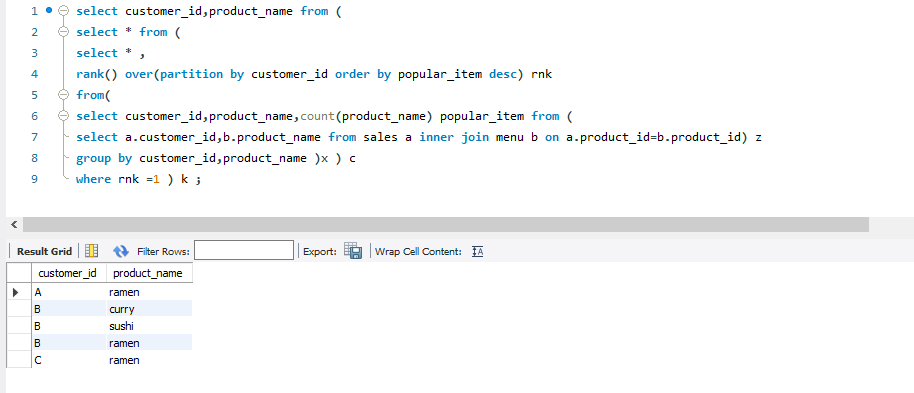 1 select customer_id,product_name from (
2 select * from (
3 select * ,
4 rank() over(partition by customer_id order by popular_item desc) rnk
5 from(
6 select customer_id,product_name,count(product_name) popular_item from (
7 select a.customer_id,b.product_name from sales a inner join menu b on a.product_id=b.product_id) z
8 group by customer_id,product_name )x ) c
9 where rnk =1 ) k ;
Result Grid Filter Rows: Export: Wrap Cell Content: IA
customer_id product_name
A ramen
B curry
B sushi
B ramen
C ramen